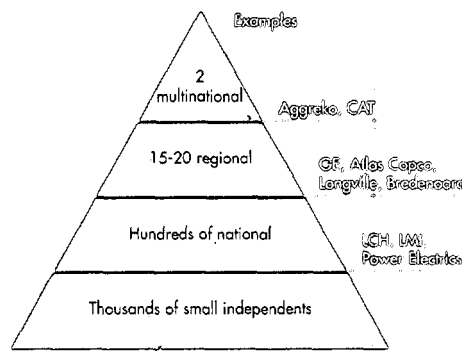 Examples
2
multinational
Aggreko, CAT
15-20 regional
GE, Atlas Copco,
Longville, Bredenoord
Hundreds of national
LCH, LMI,
Power Electrics
Thousands of small independents